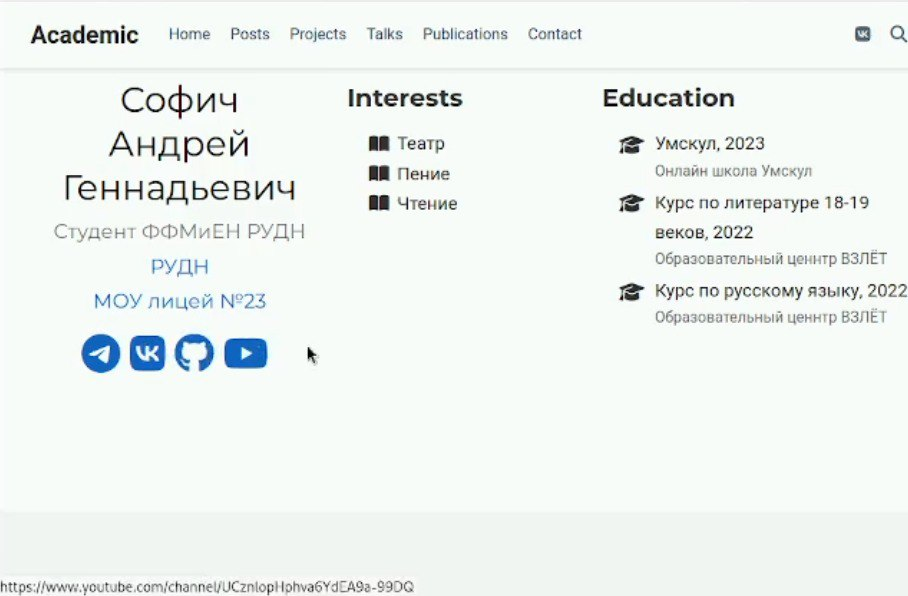 Academic Home Posts Projects Talks Publications Contact
Софич
Андрей
Геннадьевич
Студент ФФМиЕН РУДН
РУДН
МОУ лицей №23
Interests
Театр
Пение
Чтение
Education
Умскул, 2023
Онлайн школа Умскул
Курс по литературе 18-19
веков, 2022
Образовательный ценнтр ВЗЛЁТ
Курс по русскому языку, 2022
Образовательный ценнтр ВЗЛЁТ
https://www.youtube.com/channel/UCznlopHphva6YdEA9a-99DQ